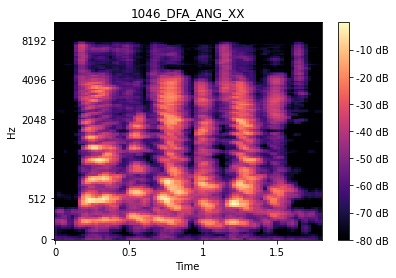 1046_DFA_ANG_XX
8192
4096
2048
1024
512
0
Hz
0
0.5
1
1.5
Time
-10 dB
-20 dB
-30 dB
-40 dB
-50 dB
-60 dB
-70 dB
-80 dB